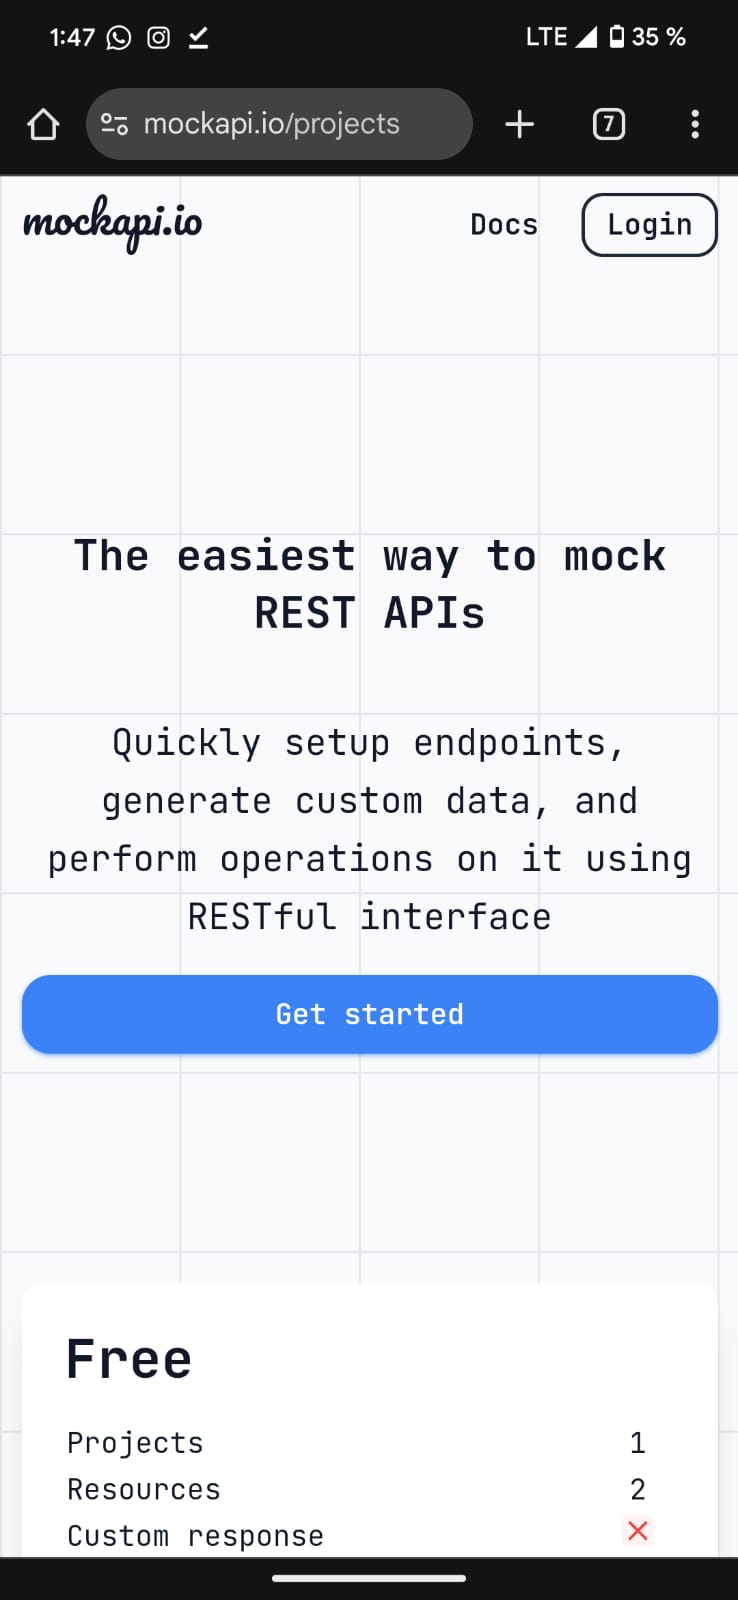 1:47 LTE 35 %
mockapi.io/projects 7
mockapi.io Docs Login
The easiest way to mock
REST APIs
Quickly setup endpoints,
generate custom data, and
perform operations on it using
RESTful interface
Get started
Free
Projects 1
Resources 2
Custom response